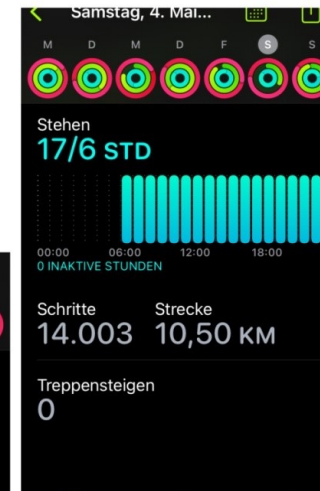 Samstag, 4. Mai...
M D M D F S S
Stehen
17/6 STD
00:00 06:00 12:00 18:00
0 INAKTIVE STUNDEN
Schritte Strecke
14.003 10,50 KM
Treppensteigen
0